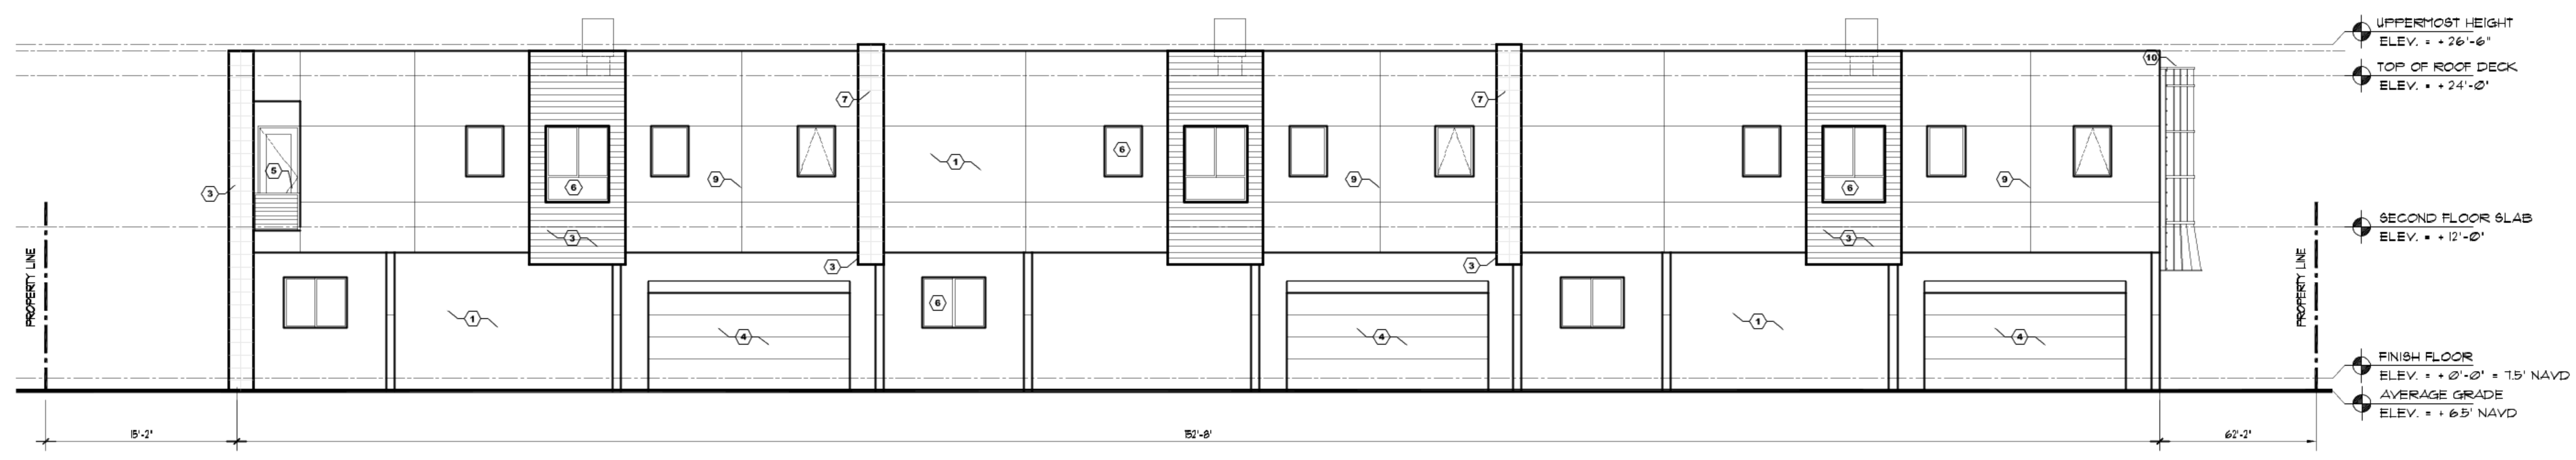 UPPERMOST HEIGHT
ELEV. = +26'-6"
10
TOP OF ROOF DECK
ELEV. = +24'-0"
7
7
6
1
5
9
9
9
6
6
3
SECOND FLOOR SLAB
ELEV. = +12'-0"
3
3
3
3
PROPERTY LINE
PROPERTY LINE
6
1
1
4
4
4
FINISH FLOOR
ELEV. = +0'-0" = 7.5' NAVD
AVERAGE GRADE
ELEV. = +6.5' NAVD
15'-2"
152'-8"
62'-2"